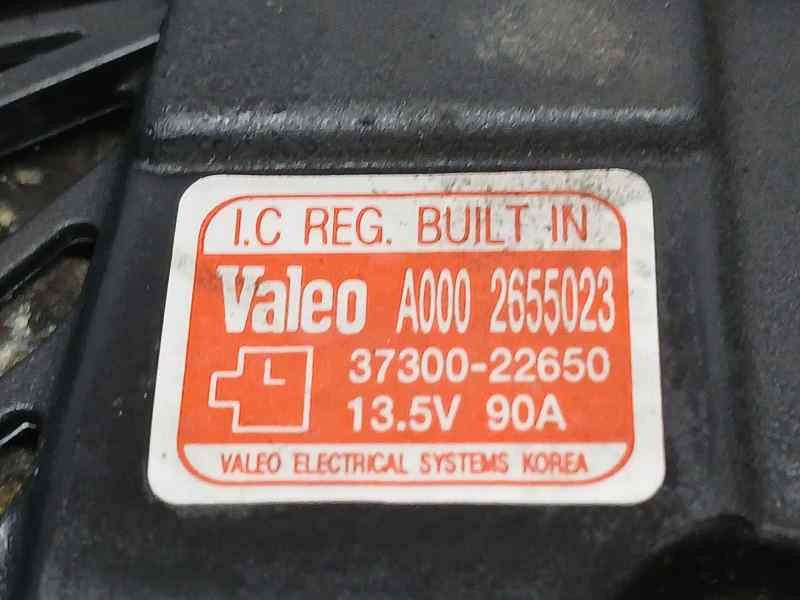 I.C REG. BUILT IN
Valeo A000 2655023
L 37300-22650
13.5V 90A
VALEO ELECTRICAL SYSTEMS KOREA